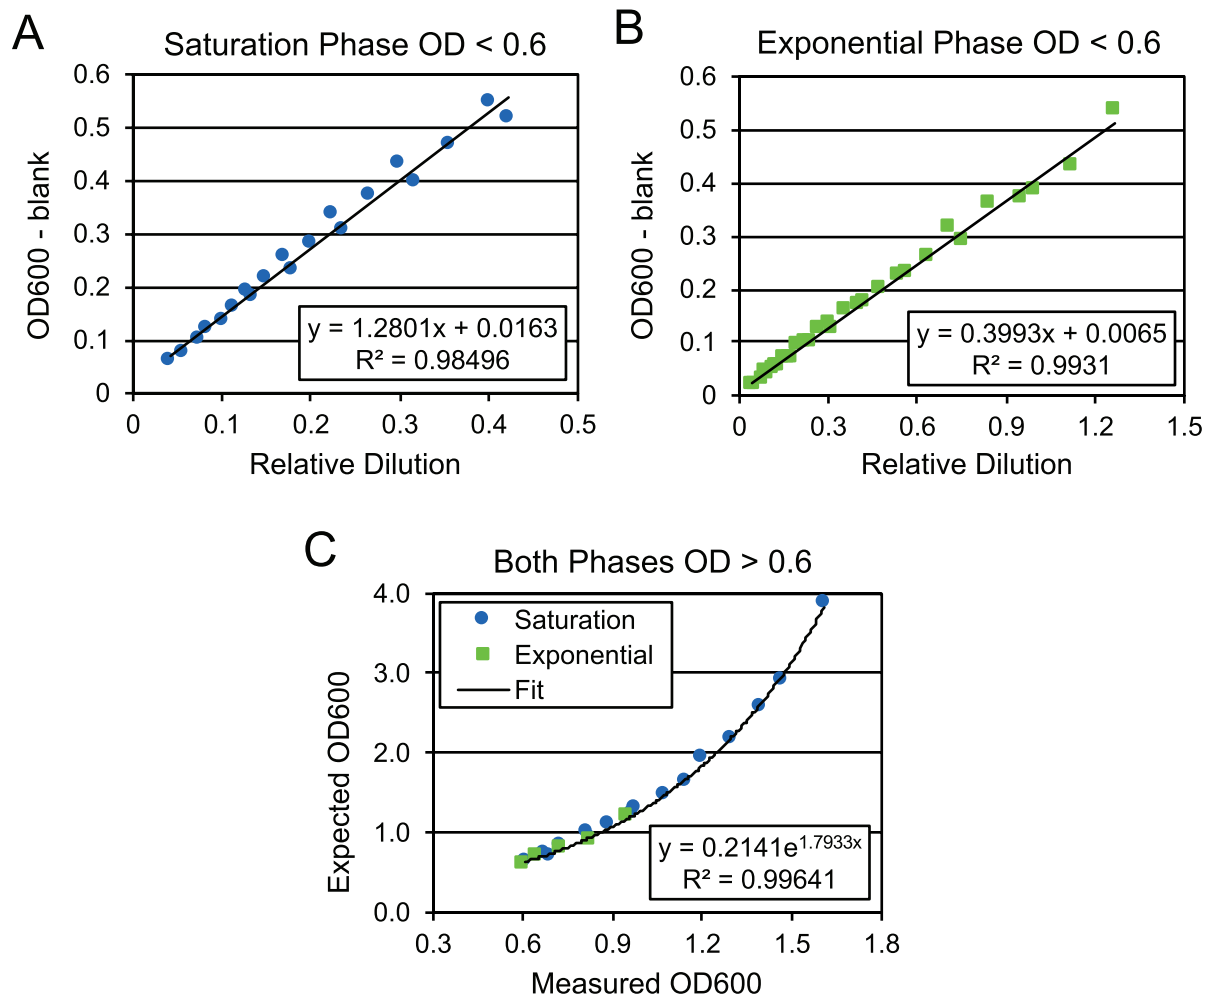 A
Saturation Phase OD < 0.6
OD600 - blank
0.6
0.5
0.4
0.3
0.2
0.1
0
y = 1.2801x + 0.0163
R² = 0.98496
0 0.1 0.2 0.3 0.4 0.5
Relative Dilution
B
Exponential Phase OD < 0.6
OD600 - blank
0.6
0.5
0.4
0.3
0.2
0.1
0
y = 0.3993x + 0.0065
R² = 0.9931
0 0.3 0.6 0.9 1.2 1.5
Relative Dilution
C
Both Phases OD > 0.6
Expected OD600
4.0
3.0
2.0
1.0
0.0
Saturation
Exponential
Fit
y = 0.2141e^1.7933x
R² = 0.99641
0.3 0.6 0.9 1.2 1.5 1.8
Measured OD600